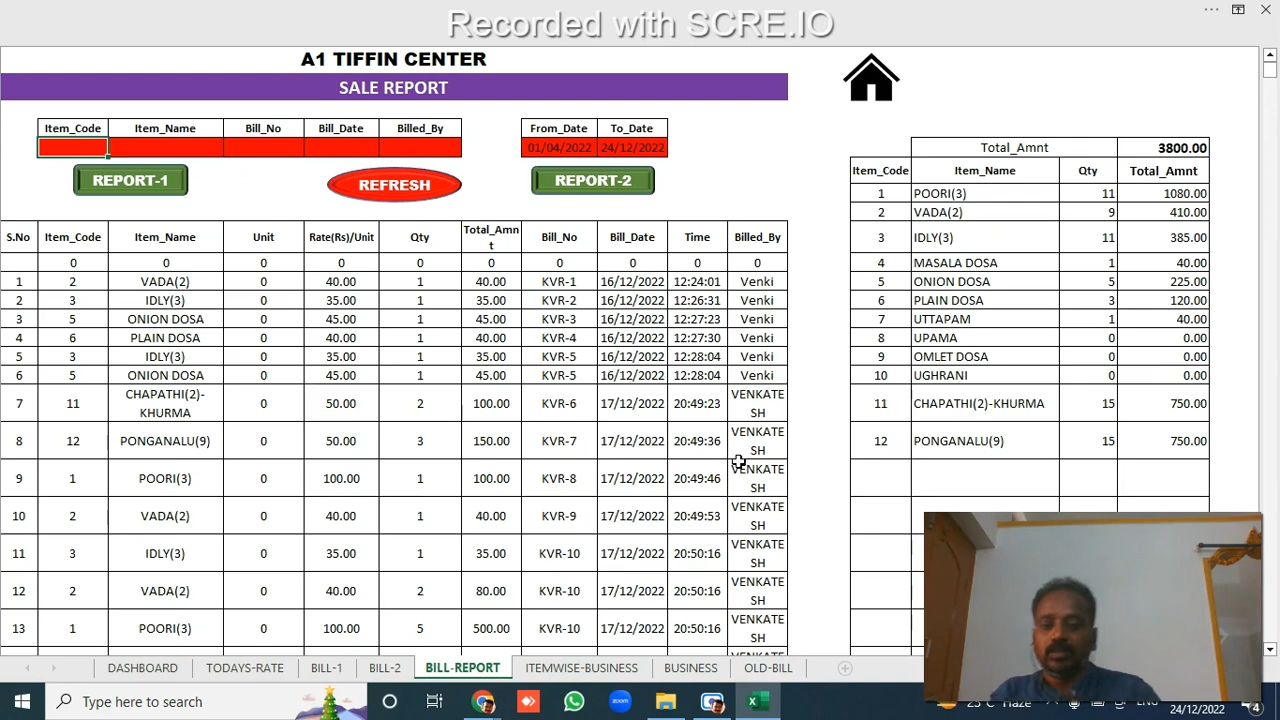 Recorded with SCRE.IO
A1 TIFFIN CENTER
SALE REPORT
Item_Code Item_Name Bill_No Bill_Date Billed_By From_Date To_Date
01/04/2022 24/12/2022
REPORT-1 REFRESH REPORT-2
S.No Item_Code Item_Name Unit Rate(Rs)/Unit Qty Total_Amn
t Bill_No Bill_Date Time Billed_By
0 0 0 0 0 0 0 0 0 0
1 2 VADA(2) 0 40.00 1 40.00 KVR-1 16/12/2022 12:24:01 Venki
2 3 IDLY(3) 0 35.00 1 35.00 KVR-2 16/12/2022 12:26:31 Venki
3 5 ONION DOSA 0 45.00 1 45.00 KVR-3 16/12/2022 12:27:23 Venki
4 6 PLAIN DOSA 0 40.00 1 40.00 KVR-4 16/12/2022 12:27:30 Venki
5 3 IDLY(3) 0 35.00 1 35.00 KVR-5 16/12/2022 12:28:04 Venki
6 5 ONION DOSA 0 45.00 1 45.00 KVR-5 16/12/2022 12:28:04 Venki
7 11 CHAPATHI(2)-
KHURMA 0 50.00 2 100.00 KVR-6 17/12/2022 20:49:23 VENKATE
SH
8 12 PONGANALU(9) 0 50.00 3 150.00 KVR-7 17/12/2022 20:49:36 VENKATE
SH
9 1 POORI(3) 0 100.00 1 100.00 KVR-8 17/12/2022 20:49:46 VENKATE
SH
10 2 VADA(2) 0 40.00 1 40.00 KVR-9 17/12/2022 20:49:53 VENKATE
SH
11 3 IDLY(3) 0 35.00 1 35.00 KVR-10 17/12/2022 20:50:16 VENKATE
SH
12 2 VADA(2) 0 40.00 2 80.00 KVR-10 17/12/2022 20:50:16 VENKATE
SH
13 1 POORI(3) 0 100.00 5 500.00 KVR-10 17/12/2022 20:50:16 VENKATE
SH
Total_Amnt 3800.00
Item_Code Item_Name Qty Total_Amnt
1 POORI(3) 11 1080.00
2 VADA(2) 9 410.00
3 IDLY(3) 11 385.00
4 MASALA DOSA 1 40.00
5 ONION DOSA 5 225.00
6 PLAIN DOSA 3 120.00
7 UTTAPAM 1 40.00
8 UPAMA 0 0.00
9 OMLET DOSA 0 0.00
10 UGHRANI 0 0.00
11 CHAPATHI(2)-KHURMA 15 750.00
12 PONGANALU(9) 15 750.00
DASHBOARD TODAYS-RATE BILL-1 BILL-2 BILL-REPORT ITEMWISE-BUSINESS BUSINESS OLD-BILL
Type here to search zoom 25°C Haze ENG 24/12/2022 4